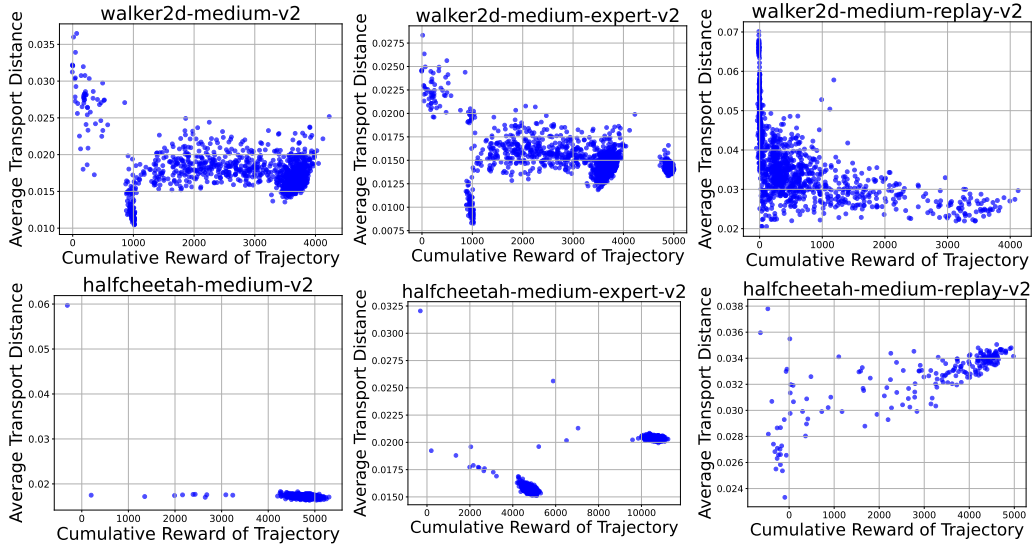 walker2d-medium-v2
Average Transport Distance
0.035
0.030
0.025
0.020
0.015
0.010
0 1000 2000 3000 4000
Cumulative Reward of Trajectory
walker2d-medium-expert-v2
Average Transport Distance
0.0275
0.0250
0.0225
0.0200
0.0175
0.0150
0.0125
0.0100
0.0075
0 1000 2000 3000 4000 5000
Cumulative Reward of Trajectory
walker2d-medium-replay-v2
Average Transport Distance
0.07
0.06
0.05
0.04
0.03
0.02
0 1000 2000 3000 4000
Cumulative Reward of Trajectory
halfcheetah-medium-v2
Average Transport Distance
0.06
0.05
0.04
0.03
0.02
0 1000 2000 3000 4000 5000
Cumulative Reward of Trajectory
halfcheetah-medium-expert-v2
Average Transport Distance
0.0325
0.0300
0.0275
0.0250
0.0225
0.0200
0.0175
0.0150
0 2000 4000 6000 8000 10000
Cumulative Reward of Trajectory
halfcheetah-medium-replay-v2
Average Transport Distance
0.038
0.036
0.034
0.032
0.030
0.028
0.026
0.024
0 1000 2000 3000 4000 5000
Cumulative Reward of Trajectory